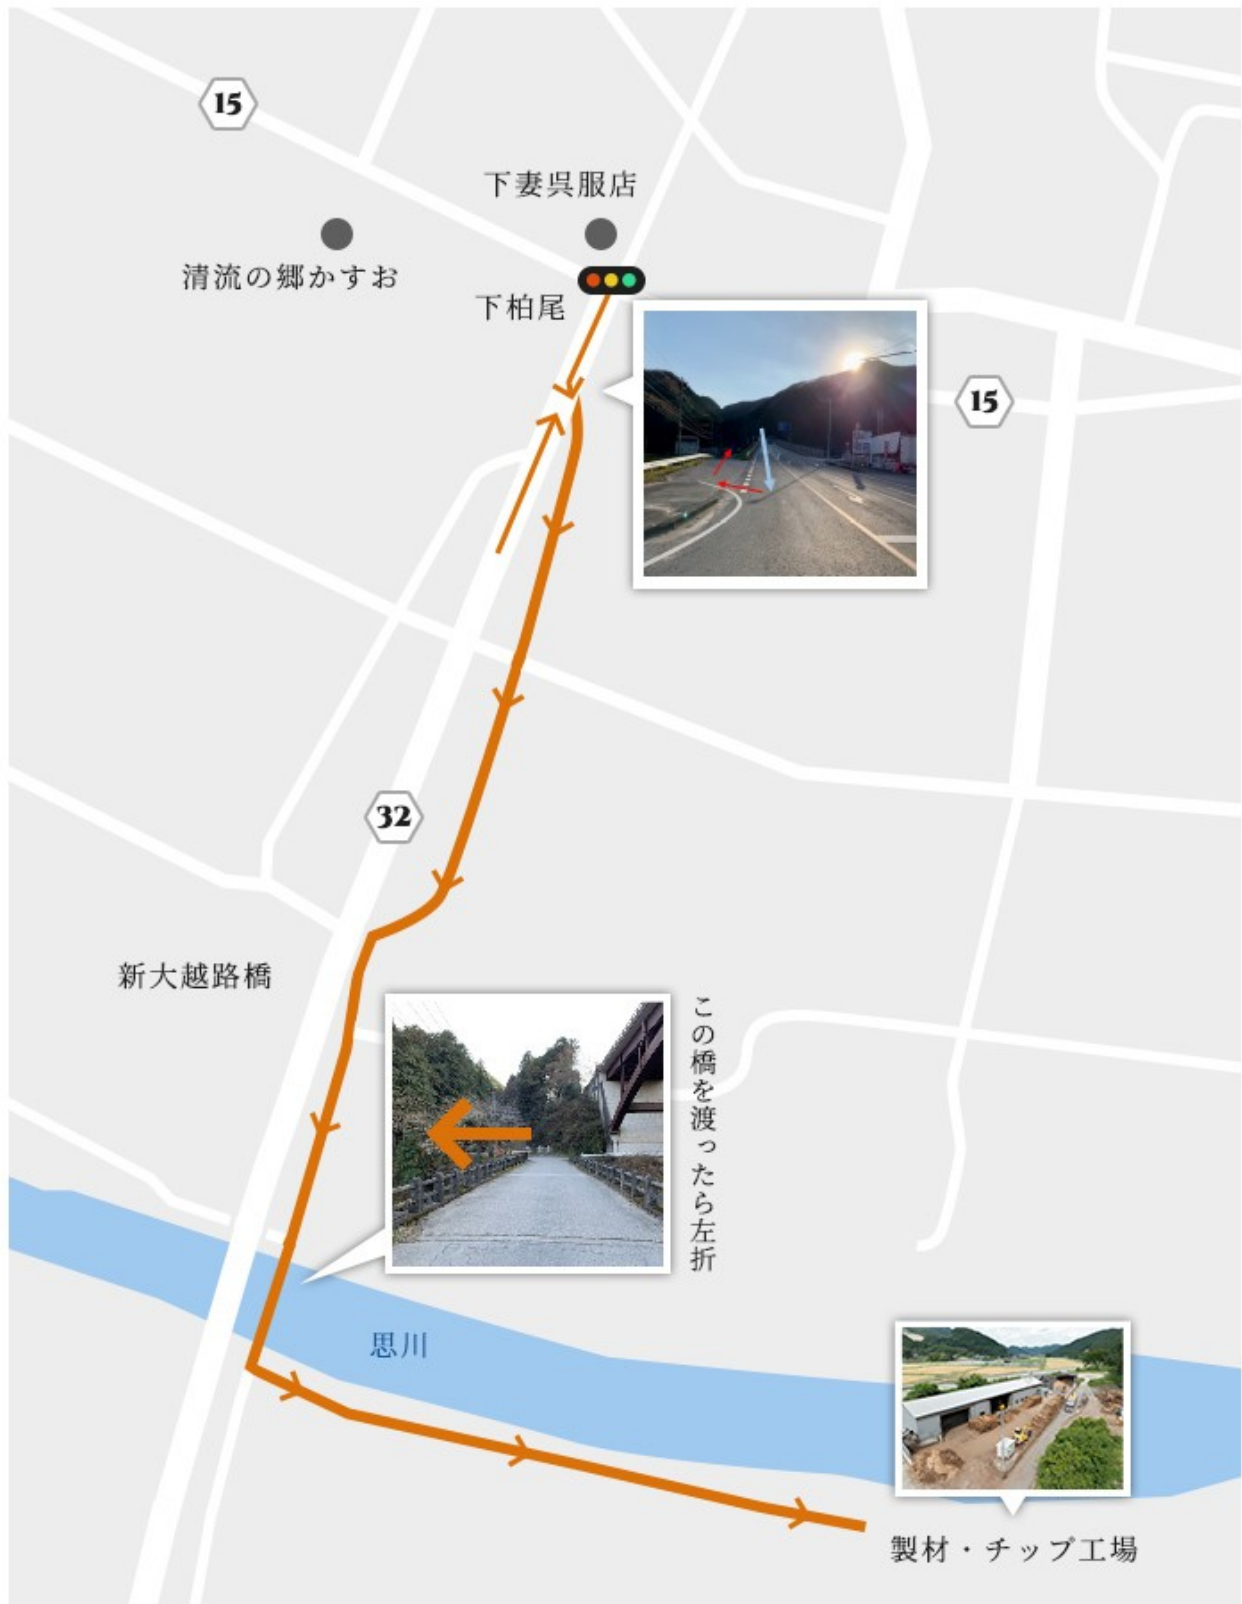 15
下妻呉服店
清流の郷かすお
下柏尾
15
32
新大越路橋
この橋を渡ったら左折
思川
製材・チップ工場